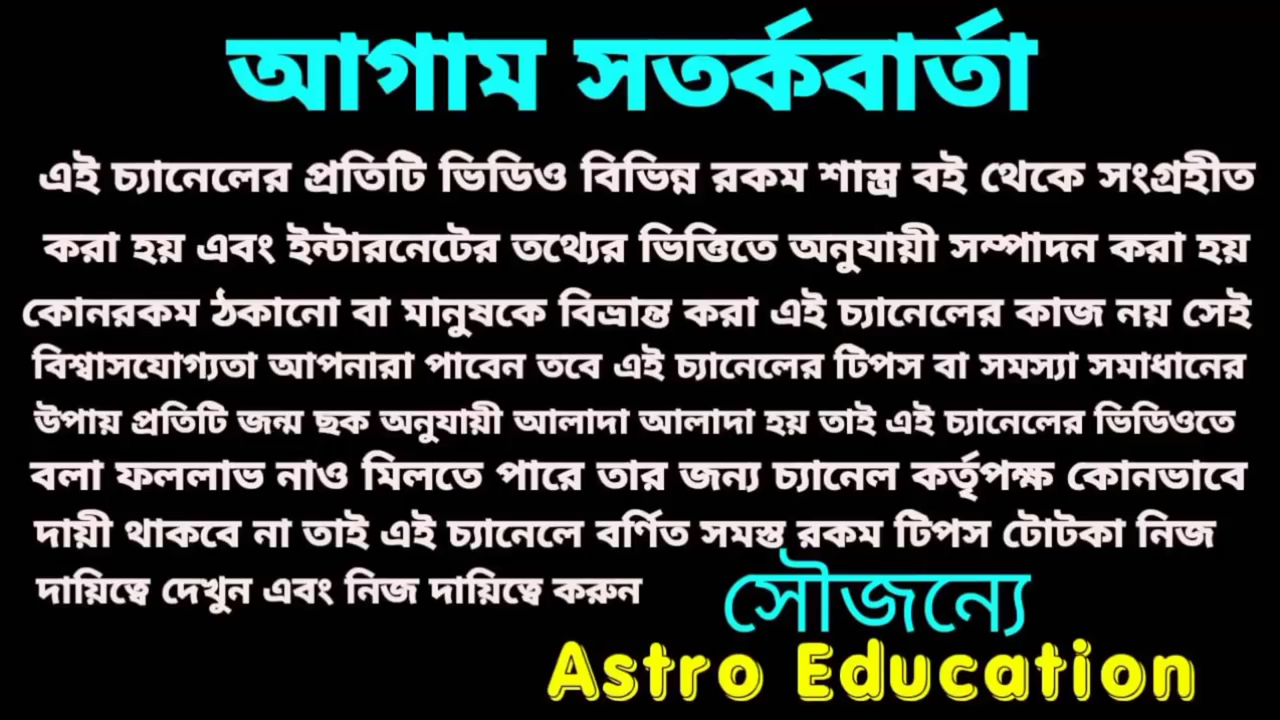 আগাম সতর্কবার্তা
এই চ্যানেলের প্রতিটি ভিডিও বিভিন্ন রকম শাস্ত্র বই থেকে সংগ্রহীত
করা হয় এবং ইন্টারনেটের তথ্যের ভিত্তিতে অনুযায়ী সম্পাদন করা হয়
কোনরকম ঠকানো বা মানুষকে বিভ্রান্ত করা এই চ্যানেলের কাজ নয় সেই
বিশ্বাসযোগ্যতা আপনারা পাবেন তবে এই চ্যানেলের টিপস বা সমস্যা সমাধানের
উপায় প্রতিটি জন্ম ছক অনুযায়ী আলাদা আলাদা হয় তাই এই চ্যানেলের ভিডিওতে
বলা ফললাভ নাও মিলতে পারে তার জন্য চ্যানেল কর্তৃপক্ষ কোনভাবে
দায়ী থাকবে না তাই এই চ্যানেলে বর্ণিত সমস্ত রকম টিপস টোটকা নিজ
দায়িত্বে দেখুন এবং নিজ দায়িত্বে করুন
সৌজন্যে
Astro Education